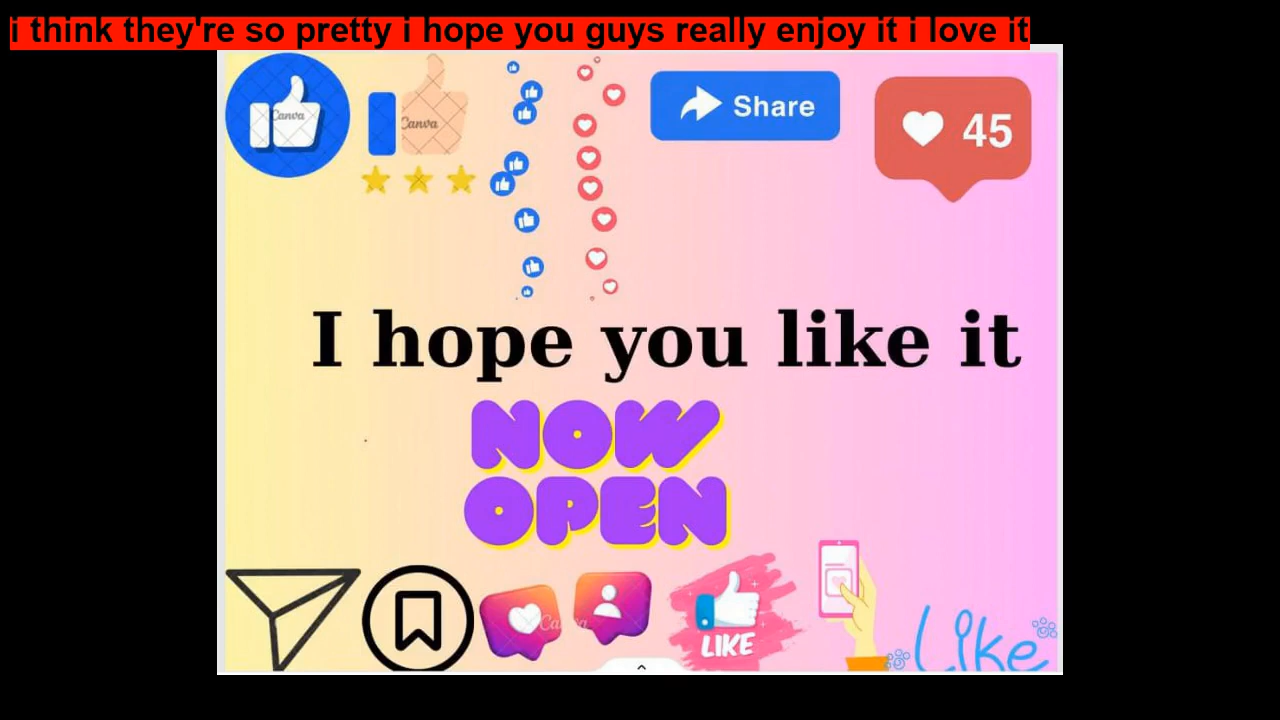 i think they're so pretty i hope you guys really enjoy it i love it
Canva
Canva
Share
45
I hope you like it
NOW
OPEN
Canva
LIKE
Like